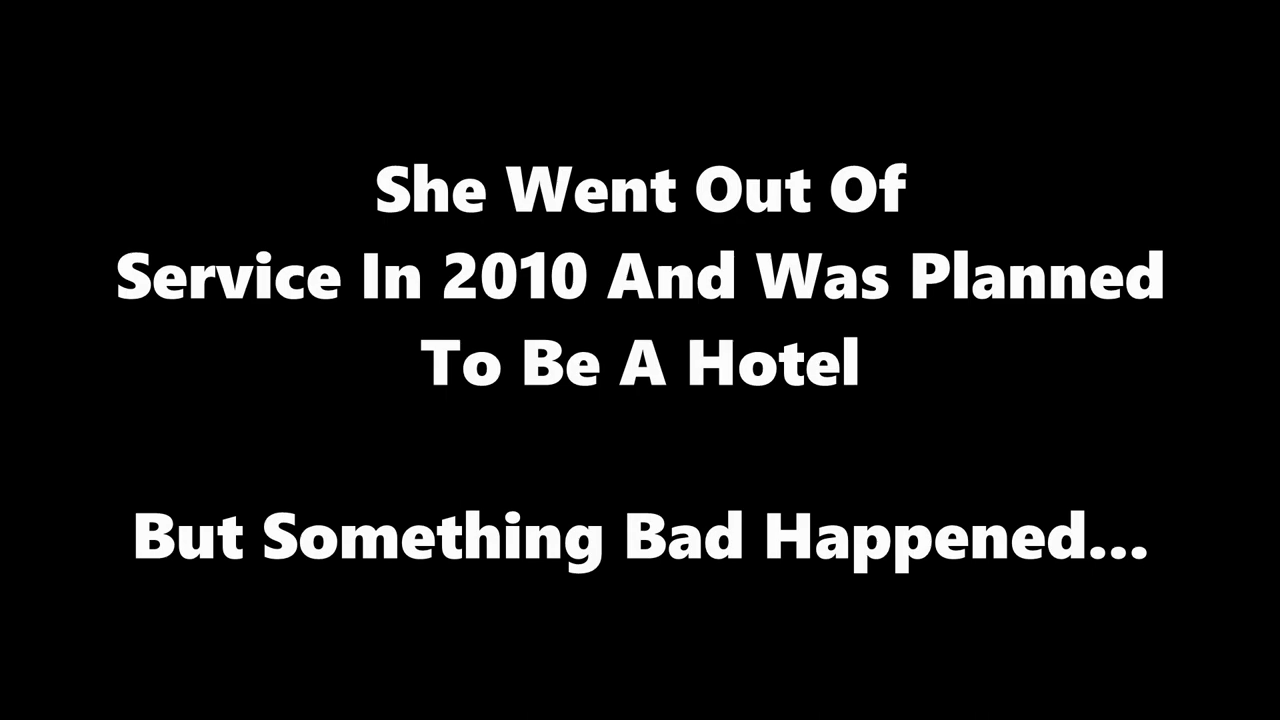 She Went Out Of
Service In 2010 And Was Planned
To Be A Hotel
But Something Bad Happened...